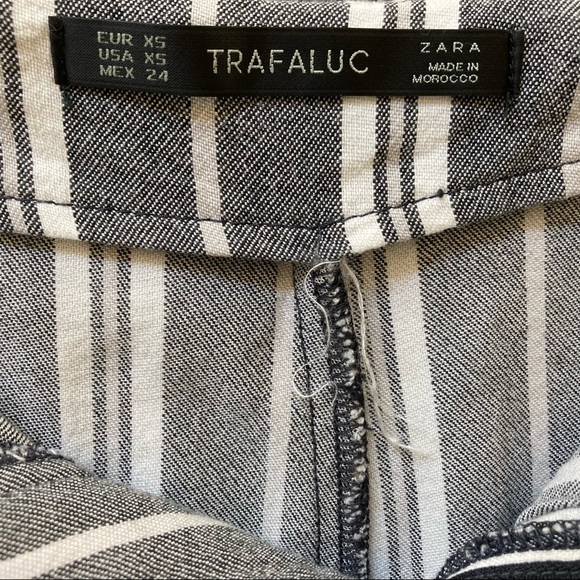 EUR XS
USA XS
MEX 24
TRAFALUC
ZARA
MADE IN
MOROCCO